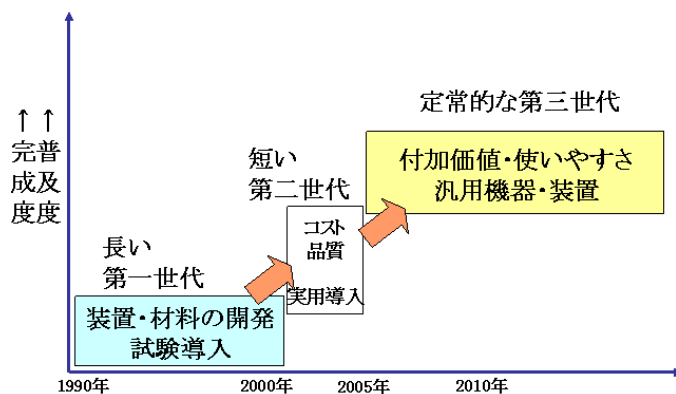 定常的な第三世代
↑↑
完普
成及
度度
付加価値・使いやすさ
汎用機器・装置
短い
第二世代
コスト
品質
実用導入
長い
第一世代
装置・材料の開発
試験導入
1990年
2000年
2005年
2010年